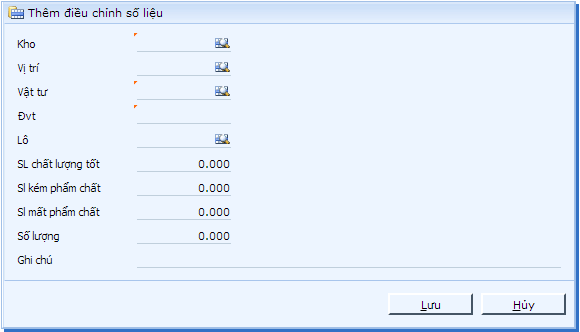 Thêm điều chỉnh số liệu
Kho
Vị trí
Vật tư
Đvt
Lô
SL chất lượng tốt 0.000
Sl kém phẩm chất 0.000
Sl mất phẩm chất 0.000
Số lượng 0.000
Ghi chú
Lưu Hủy